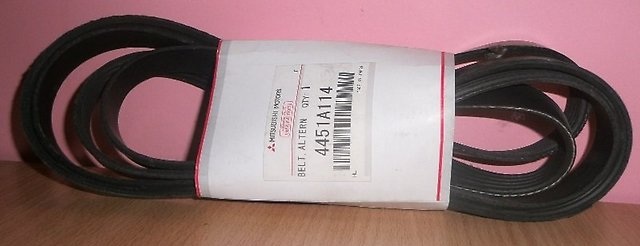 MITSUBISHI MOTORS
BELT, ALTERN QTY 1
4451A114